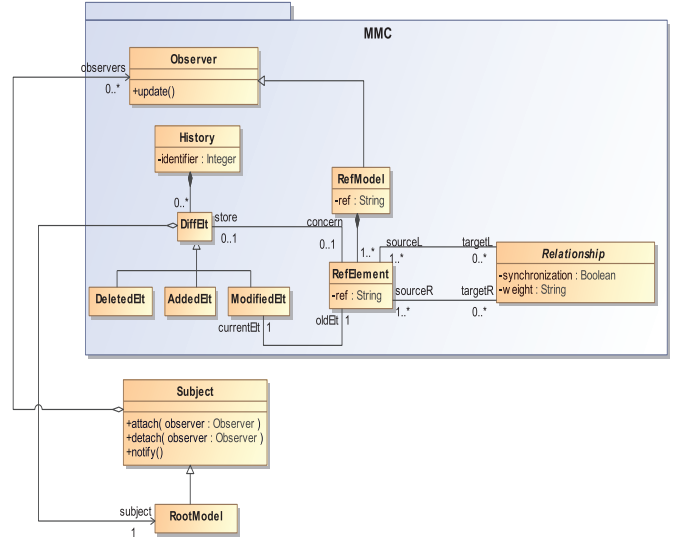 MMC
Observer
observers
0..*
+update()
History
-identifier : Integer
RefModel
-ref : String
0..*
DiffElt
store
0..1
concern
0..1
1..*
sourceL
1..*
targetL
0..*
Relationship
-synchronization : Boolean
-weight : String
RefElement
-ref : String
sourceR
1..*
targetR
0..*
DeletedElt
AddedElt
ModifiedElt
currentElt
1
oldElt
1
Subject
+attach( observer : Observer )
+detach( observer : Observer )
+notify()
subject
1
RootModel